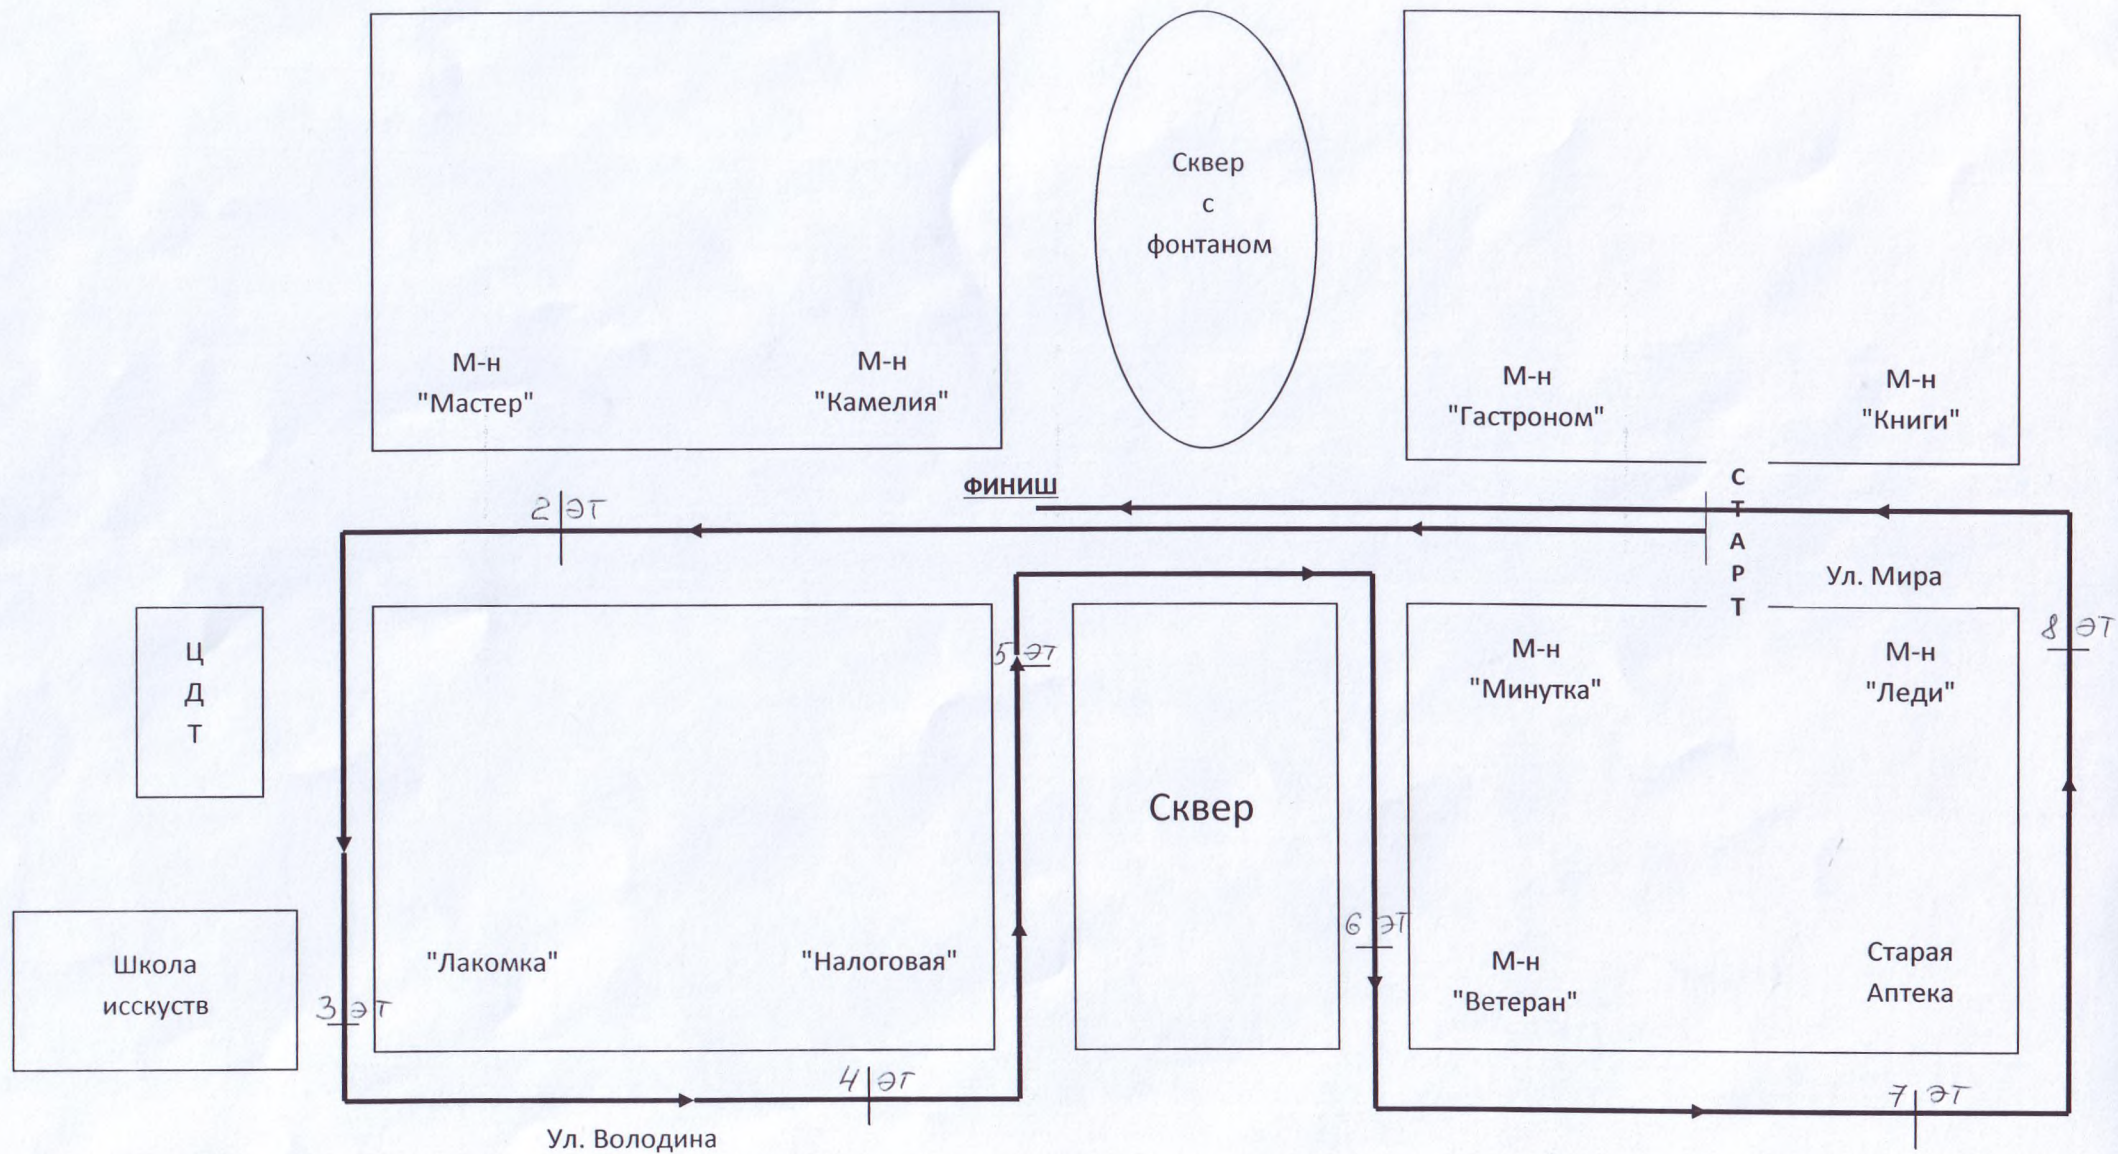 Сквер
с
фонтаном
М-н
"Мастер"
М-н
"Камелия"
М-н
"Гастроном"
М-н
"Книги"
ФИНИШ
С
Т
А
Р
Т
2 ЭТ
Ул. Мира
Ц
Д
Т
5 ЭТ
М-н
"Минутка"
М-н
"Леди"
8 ЭТ
Сквер
6 ЭТ
Школа
исскуств
3 ЭТ
"Лакомка"
"Налоговая"
М-н
"Ветеран"
Старая
Аптека
4 ЭТ
7 ЭТ
Ул. Володина